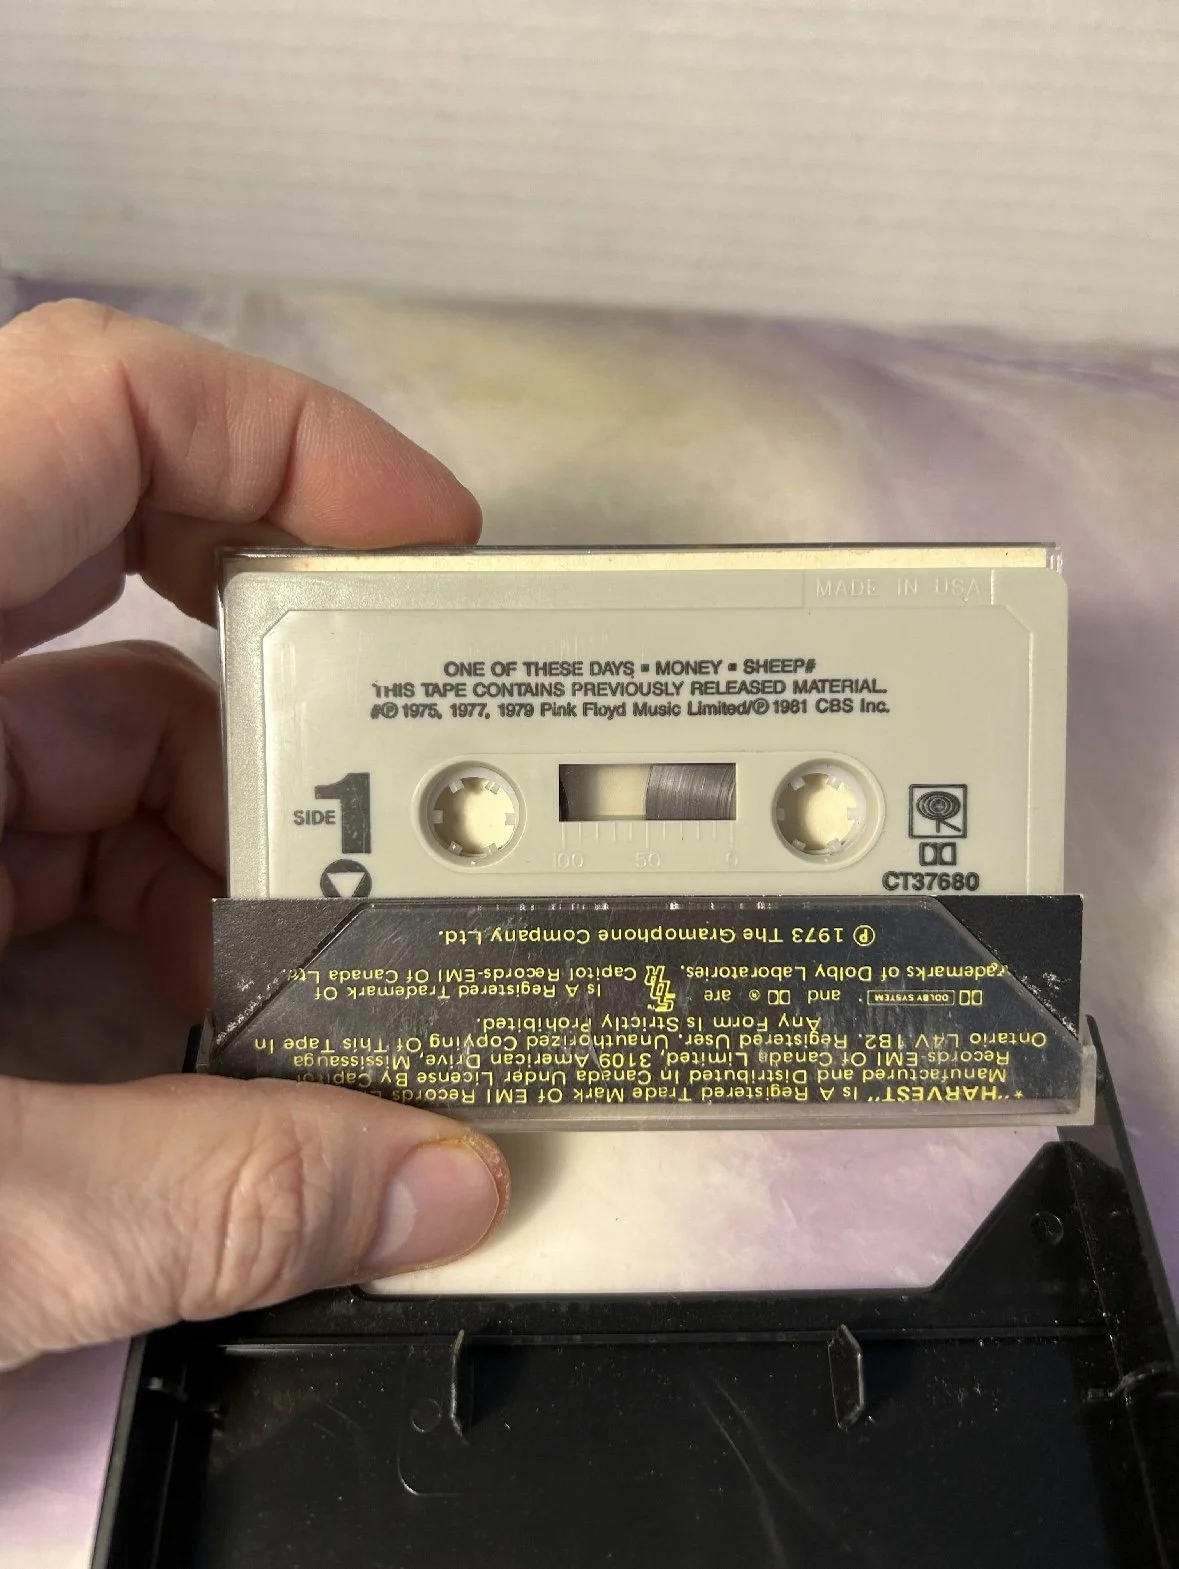 MADE IN USA
ONE OF THESE DAYS ▪ MONEY ▪ SHEEP#
THIS TAPE CONTAINS PREVIOUSLY RELEASED MATERIAL.
#℗ 1975, 1977, 1979 Pink Floyd Music Limited/℗ 1981 CBS Inc.
SIDE 1
100 50 0
CT37680
*"HARVEST" Is A Registered Trade Mark Of EMI Records
Manufactured and Distributed In Canada Under License By Capitol
Records-EMI Of Canada Limited, 3109 American Drive, Mississauga
Ontario L4V 1B2. Registered User. Unauthorized Copying Of This Tape In
Any Form Is Strictly Prohibited.
DOLBY SYSTEM and ® are Is A Registered Trademark Of
Trademarks of Dolby Laboratories. Capitol Records-EMI Of Canada Ltd.
℗ 1973 The Gramophone Company Ltd.